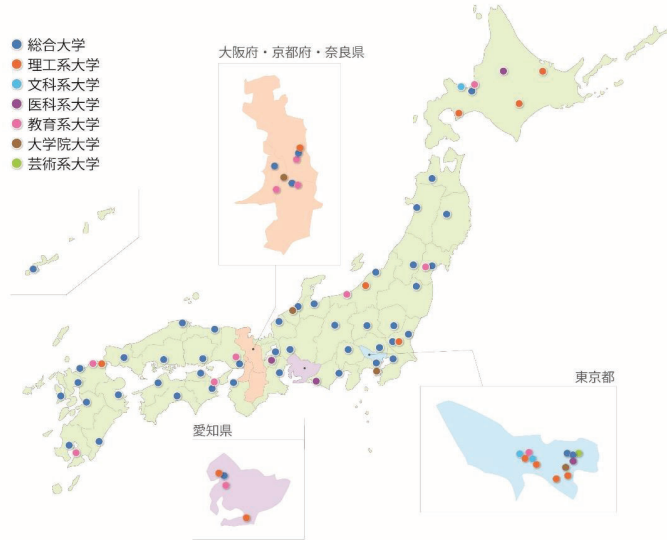 総合大学
理工系大学
文科系大学
医科系大学
教育系大学
大学院大学
芸術系大学
大阪府・京都府・奈良県
東京都
愛知県